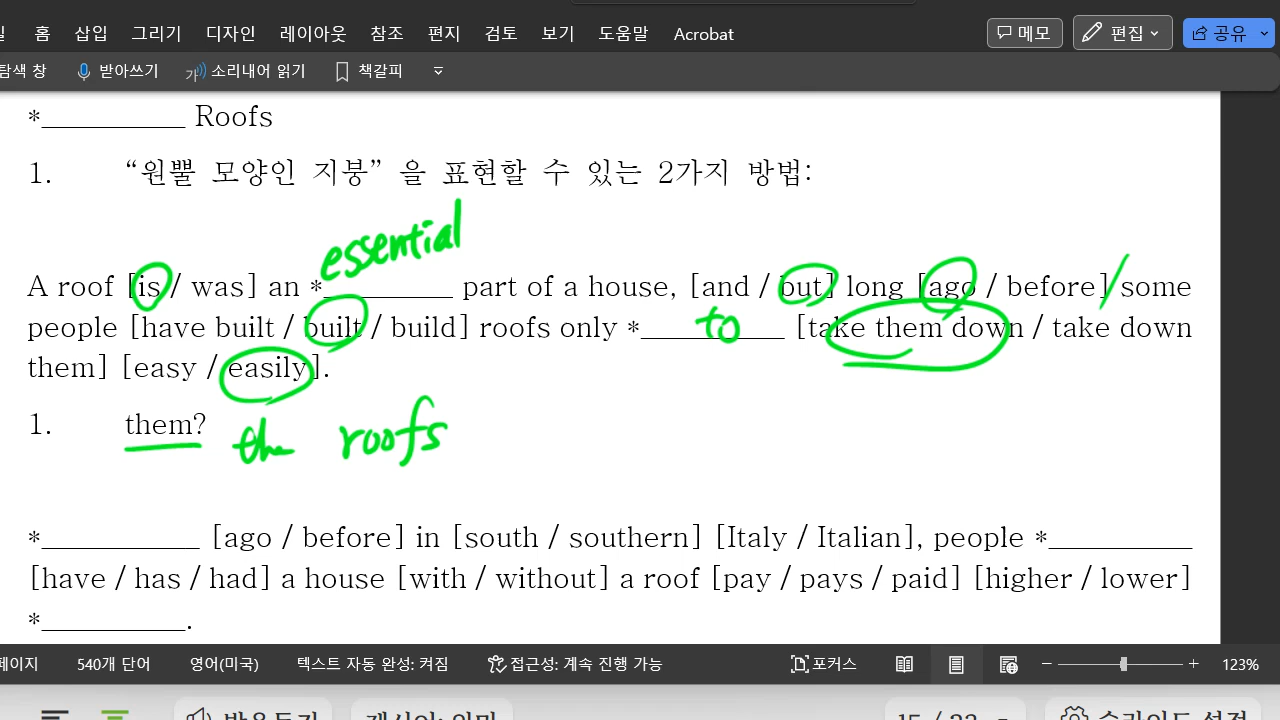 홈 삽입 그리기 디자인 레이아웃 참조 편지 검토 보기 도움말 Acrobat 메모 편집 공유
탐색 창 받아쓰기 소리내어 읽기 책갈피
*__________ Roofs
1. “원뿔 모양인 지붕” 을 표현할 수 있는 2가지 방법:
essential
A roof [is / was] an *_________ part of a house, [and / but] long [ago / before] / some
people [have built / built / build] roofs only *__________ [take them down / take down
to
them] [easy / easily].
1. them? the roofs
*___________ [ago / before] in [south / southern] [Italy / Italian], people *__________
[have / has / had] a house [with / without] a roof [pay / pays / paid] [higher / lower]
*__________.
페이지 540개 단어 영어(미국) 텍스트 자동 완성: 켜짐 접근성: 계속 진행 가능 포커스 − + 123%